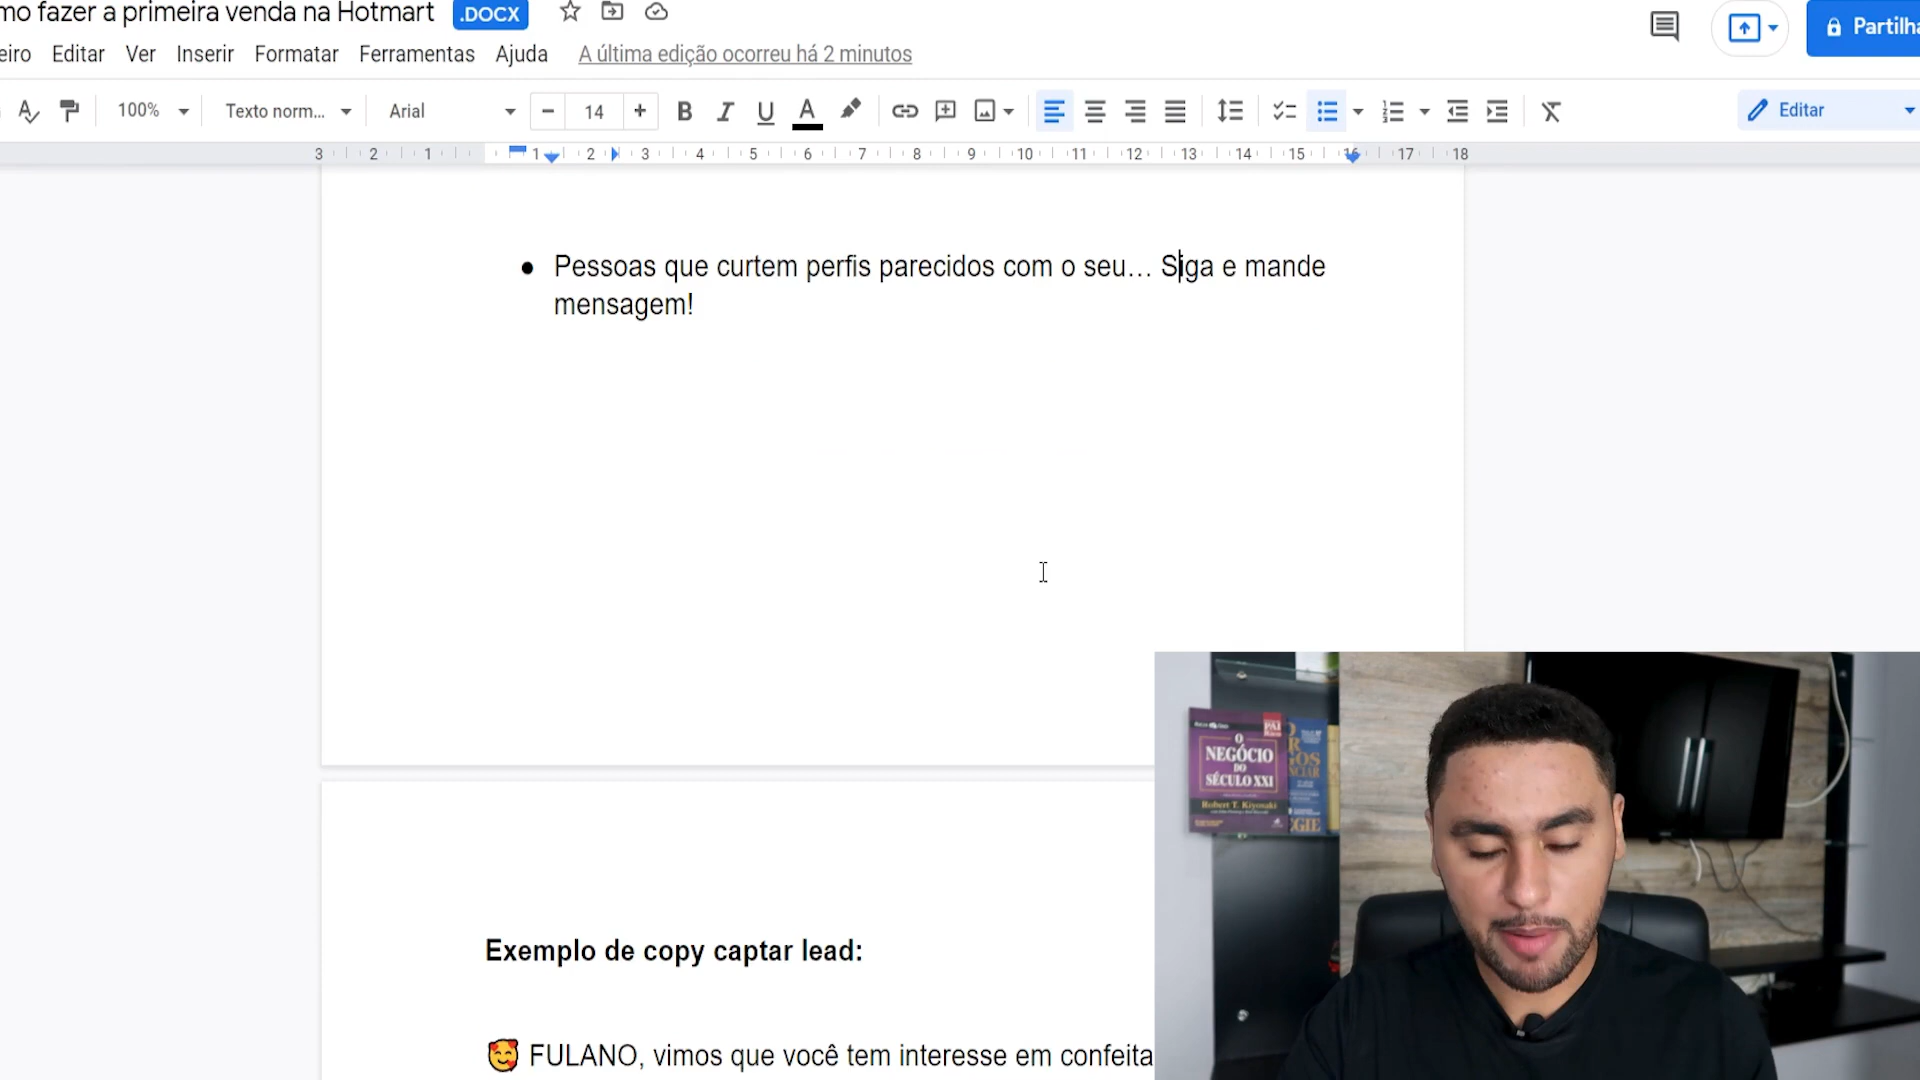 mo fazer a primeira venda na Hotmart .DOCX
eiro Editar Ver Inserir Formatar Ferramentas Ajuda A última edição ocorreu há 2 minutos
Partilha
100% Texto norm... Arial 14 B I U A Editar
3 2 1 1 2 3 4 5 6 7 8 9 10 11 12 13 14 15 16 17 18
● Pessoas que curtem perfis parecidos com o seu… Siga e mande
mensagem!
O
NEGÓCIO
DO
SÉCULO XXI
Robert T. Kiyosaki
Exemplo de copy captar lead:
🥰 FULANO, vimos que você tem interesse em confeita